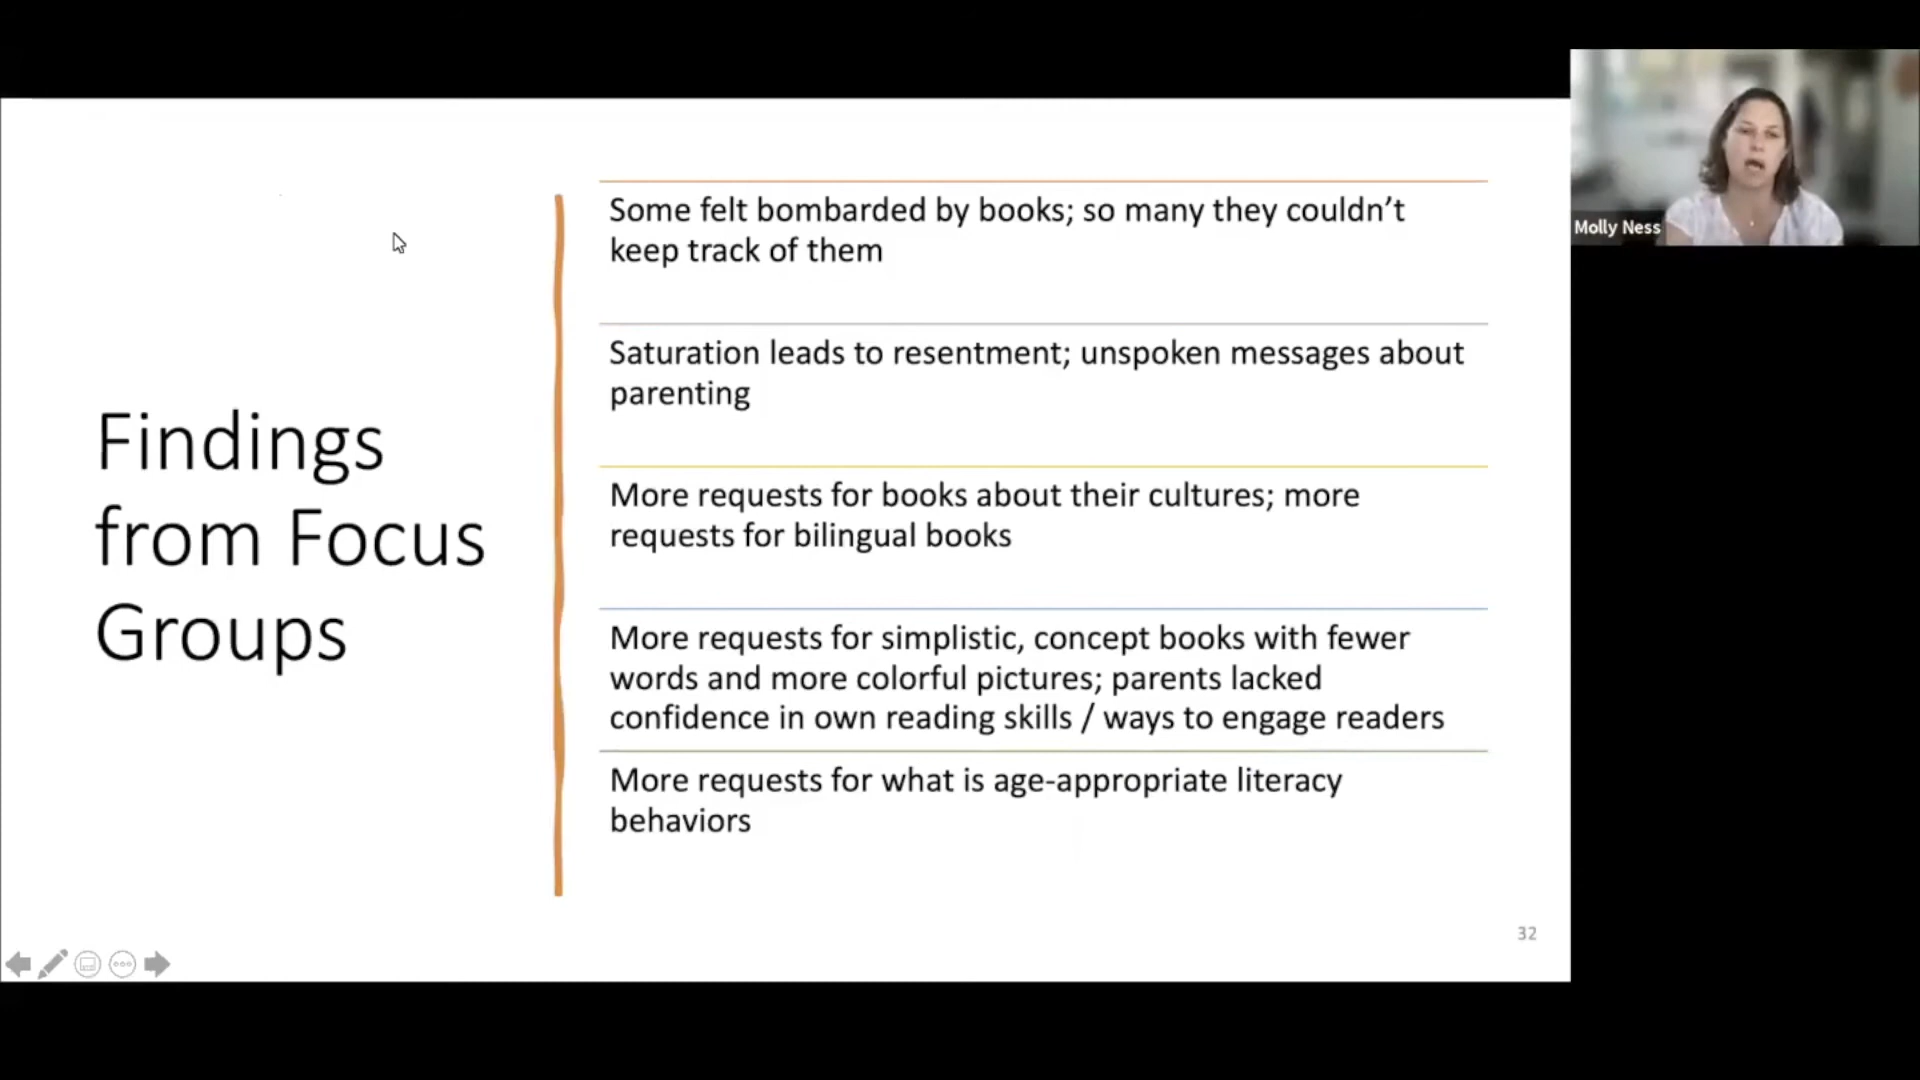 Findings
from Focus
Groups
Some felt bombarded by books; so many they couldn’t
keep track of them
Saturation leads to resentment; unspoken messages about
parenting
More requests for books about their cultures; more
requests for bilingual books
More requests for simplistic, concept books with fewer
words and more colorful pictures; parents lacked
confidence in own reading skills / ways to engage readers
More requests for what is age-appropriate literacy
behaviors
32
Molly Ness